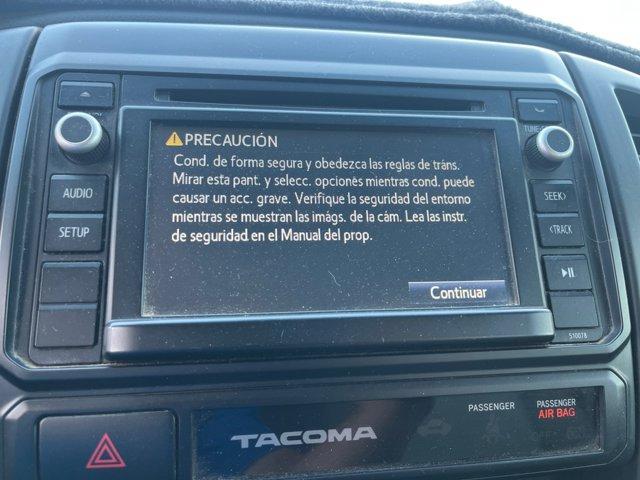 PRECAUCIÓN
Cond. de forma segura y obedezca las reglas de tráns.
Mirar esta pant. y selecc. opciones mientras cond. puede
causar un acc. grave. Verifique la seguridad del entorno
mientras se muestran las imágs. de la cám. Lea las instr.
de seguridad en el Manual del prop.
Continuar
AUDIO
SETUP
SEEK>
<TRACK
510078
TACOMA
PASSENGER
PASSENGER
AIR BAG